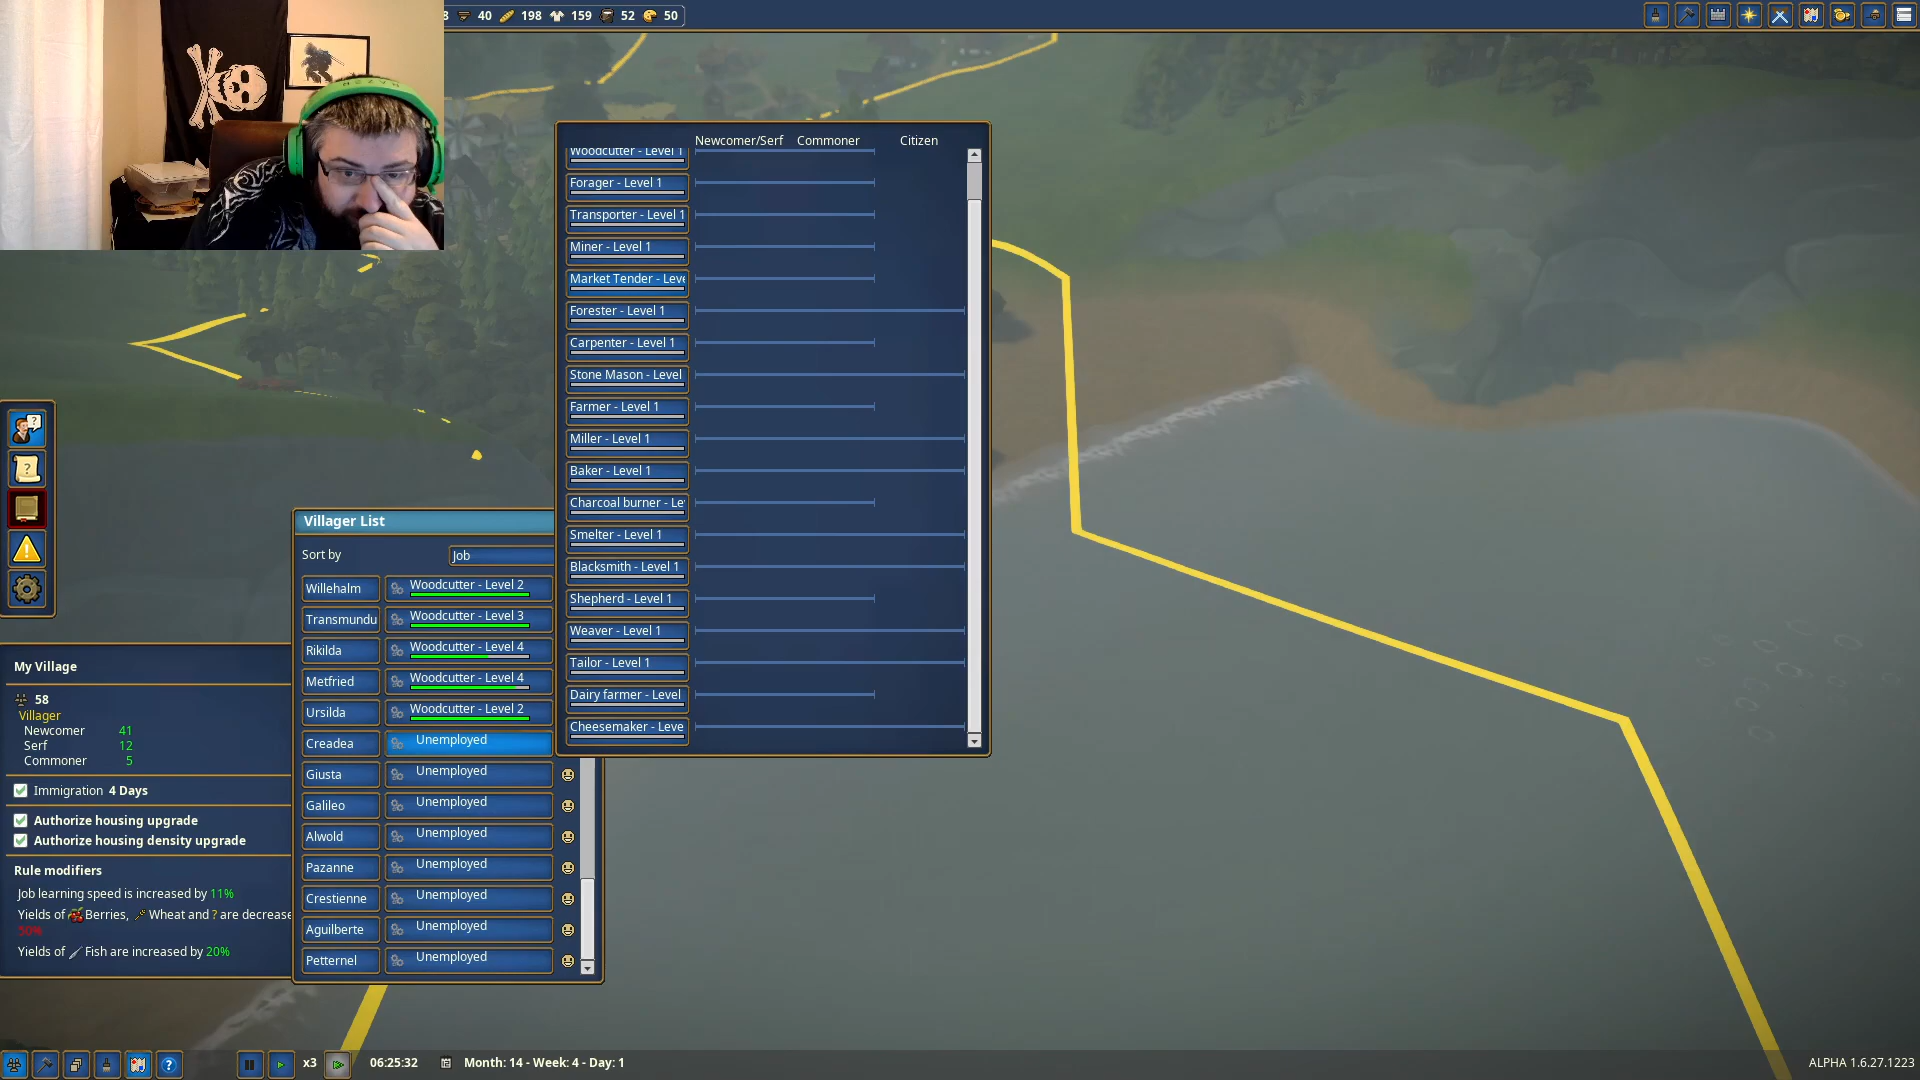 40 198 159 52 50
Newcomer/Serf Commoner Citizen
Woodcutter - Level 1
Forager - Level 1
Transporter - Level 1
Miner - Level 1
Market Tender - Leve
Forester - Level 1
Carpenter - Level 1
Stone Mason - Level
Farmer - Level 1
Miller - Level 1
Baker - Level 1
Charcoal burner - Le
Smelter - Level 1
Blacksmith - Level 1
Shepherd - Level 1
Weaver - Level 1
Tailor - Level 1
Dairy farmer - Level
Cheesemaker - Leve
Villager List
Sort by Job
Willehalm Woodcutter - Level 2
Transmundu Woodcutter - Level 3
Rikilda Woodcutter - Level 4
Metfried Woodcutter - Level 4
Ursilda Woodcutter - Level 2
Creadea Unemployed
Giusta Unemployed
Galileo Unemployed
Alwold Unemployed
Pazanne Unemployed
Crestienne Unemployed
Aguilberte Unemployed
Petternel Unemployed
My Village
58
Villager
Newcomer 41
Serf 12
Commoner 5
Immigration 4 Days
Authorize housing upgrade
Authorize housing density upgrade
Rule modifiers
Job learning speed is increased by 11%
Yields of Berries, Wheat and ? are decrease
50%
Yields of Fish are increased by 20%
x3 06:25:32 Month: 14 - Week: 4 - Day: 1
ALPHA 1.6.27.1223